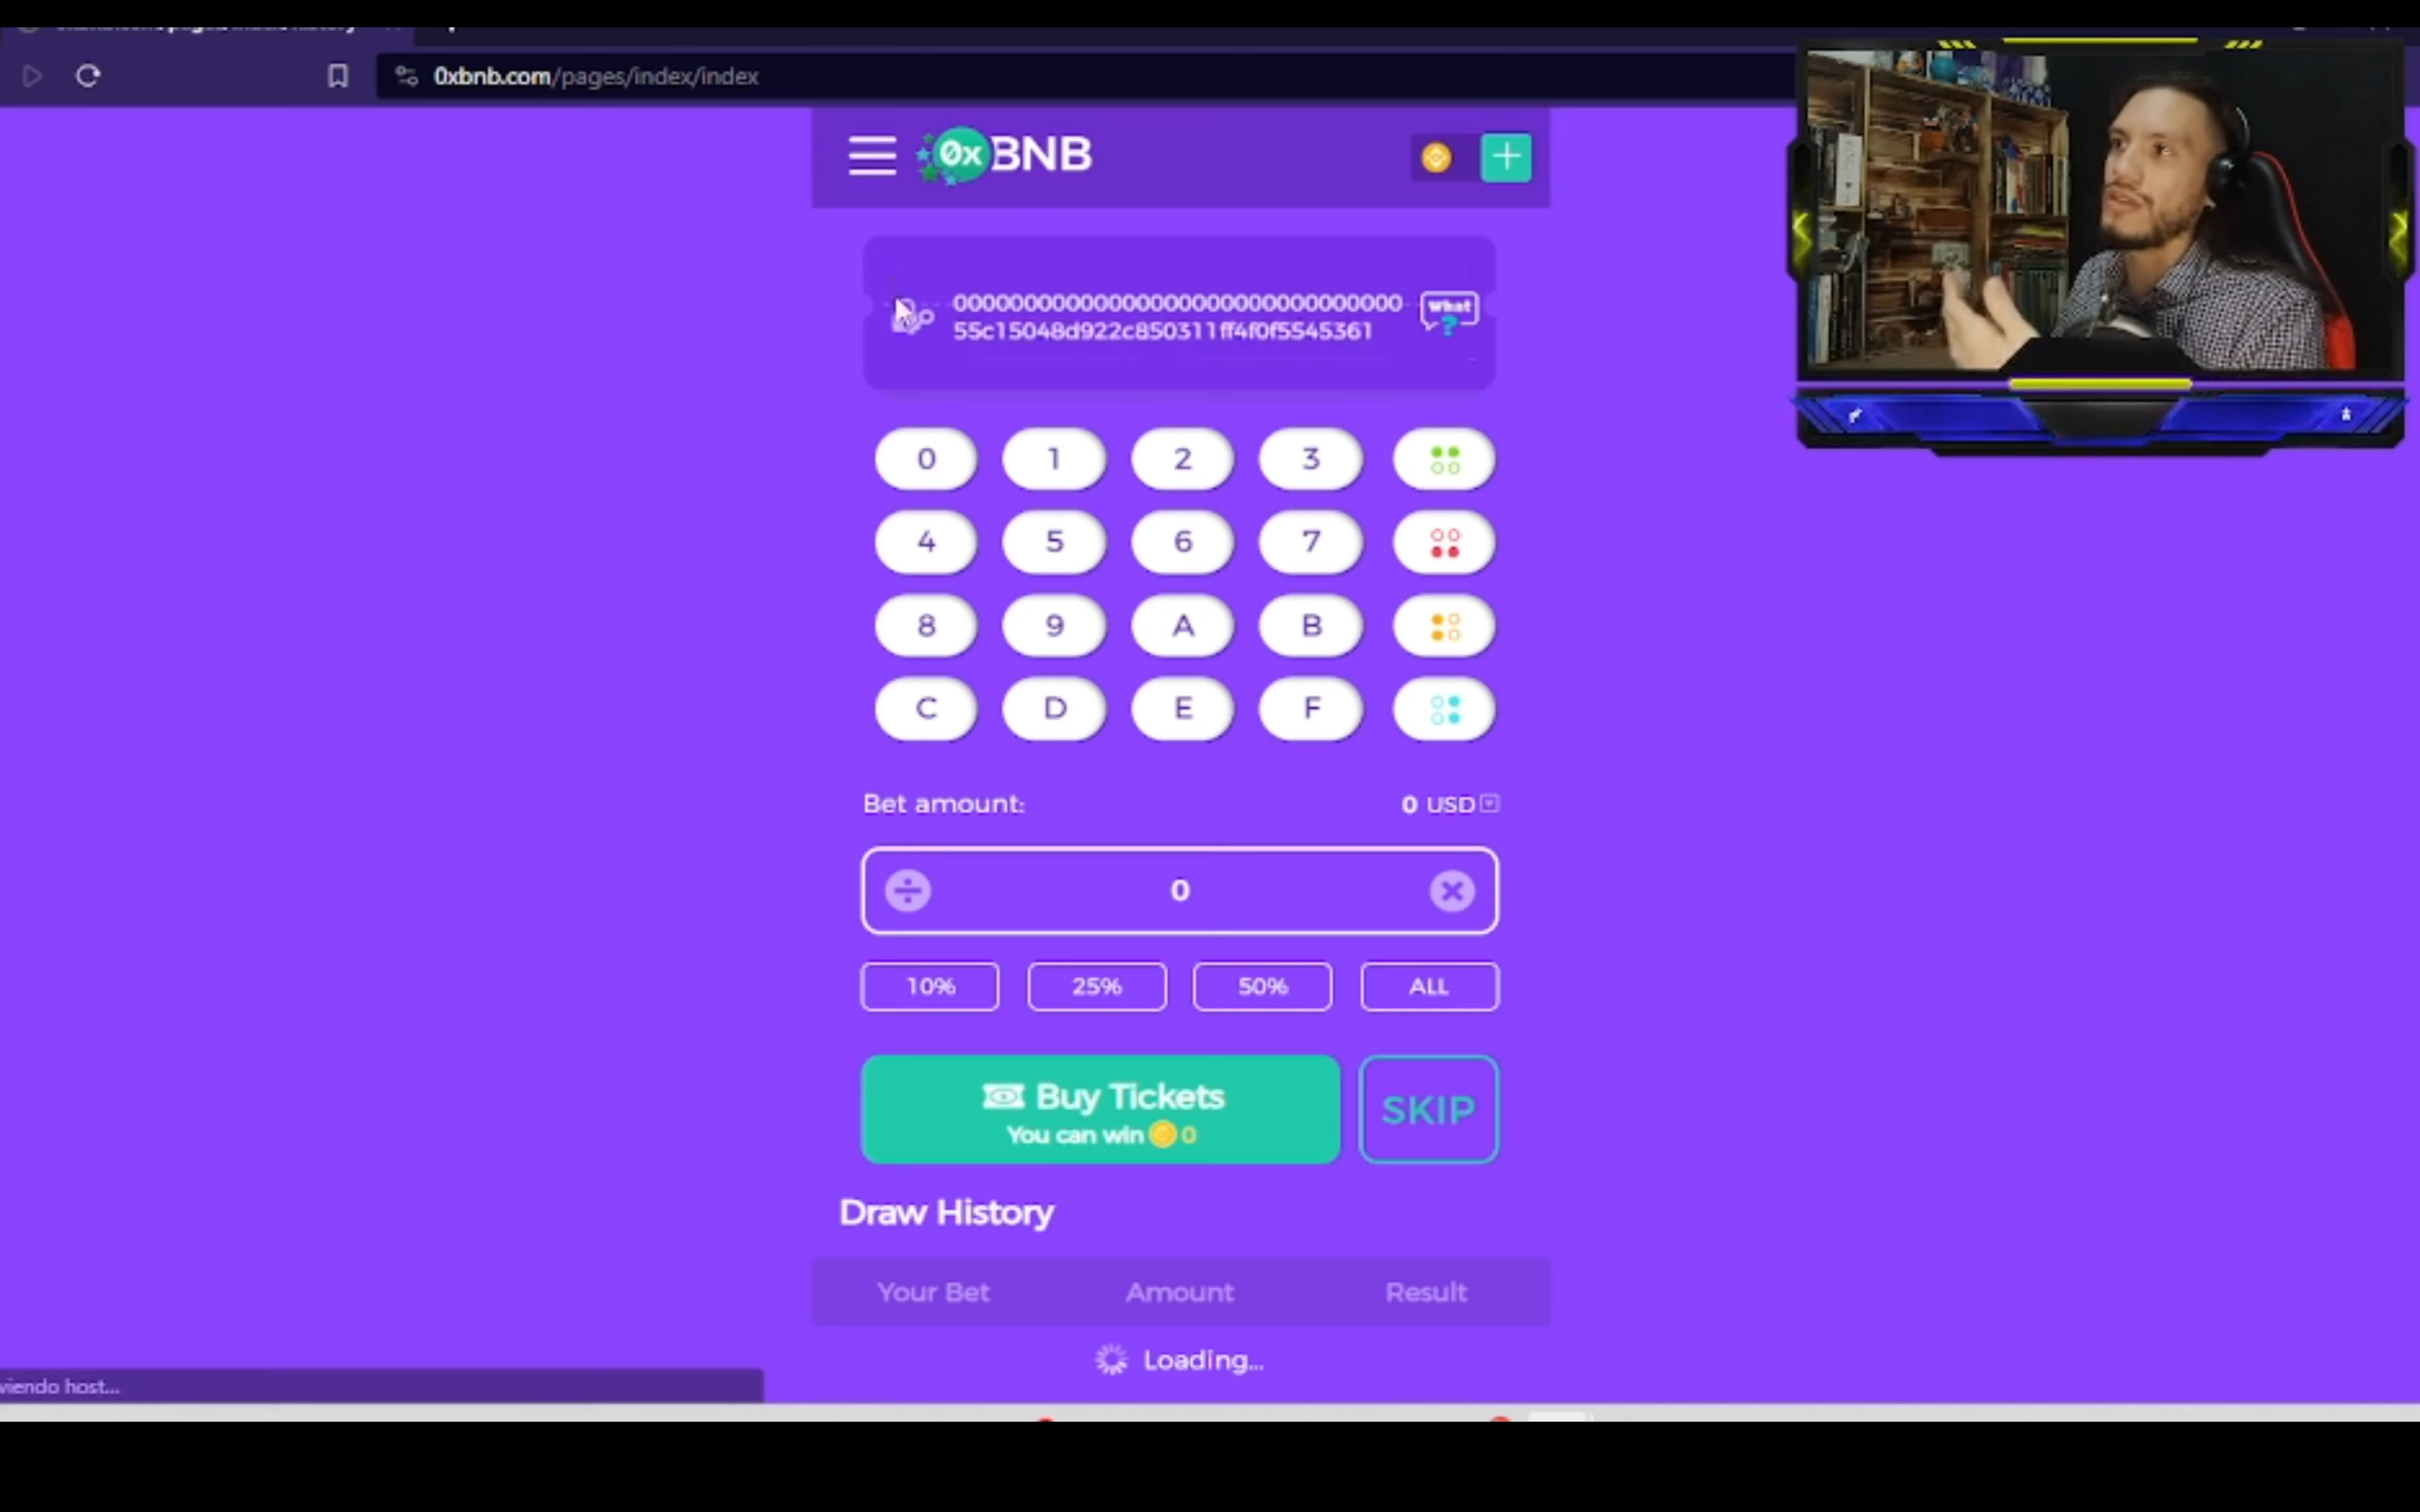 0xbnb.com/pages/index/index
0xBNB
00000000000000000000000000000000
55c15048d922c850311ff4f0f5545361
What
?
0 1 2 3
4 5 6 7
8 9 A B
C D E F
Bet amount: 0 USD
0
10% 25% 50% ALL
Buy Tickets
You can win 0
SKIP
Draw History
Your Bet Amount Result
Loading...
viendo host...